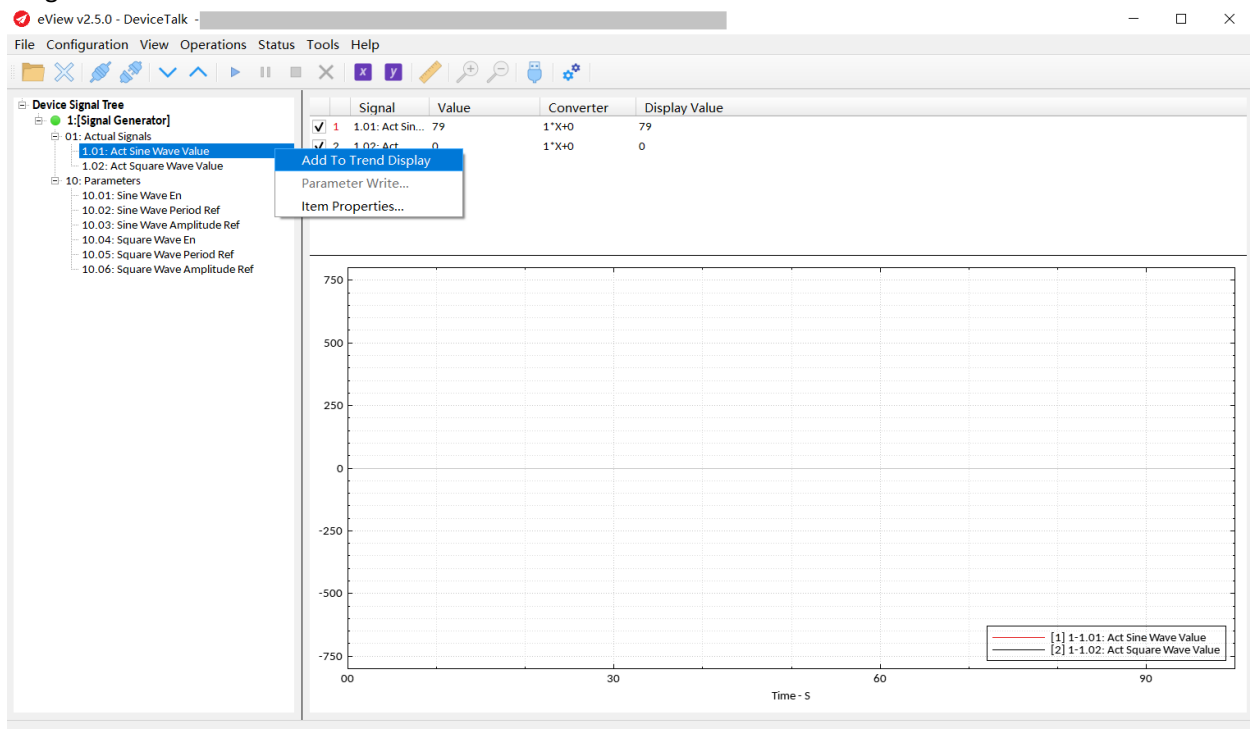 eView v2.5.0 - DeviceTalk -
File Configuration View Operations Status Tools Help
x y
Device Signal Tree
1:[Signal Generator]
01: Actual Signals
1.01: Act Sine Wave Value
1.02: Act Square Wave Value
10: Parameters
10.01: Sine Wave En
10.02: Sine Wave Period Ref
10.03: Sine Wave Amplitude Ref
10.04: Square Wave En
10.05: Square Wave Period Ref
10.06: Square Wave Amplitude Ref
Signal Value Converter Display Value
1 1.01: Act Sin... 79 1*X+0 79
2 1.02: Act 0 1*X+0 0
Add To Trend Display
Parameter Write...
Item Properties...
750
500
250
0
-250
-500
-750
00 30 60 90
Time - S
[1] 1-1.01: Act Sine Wave Value
[2] 1-1.02: Act Square Wave Value